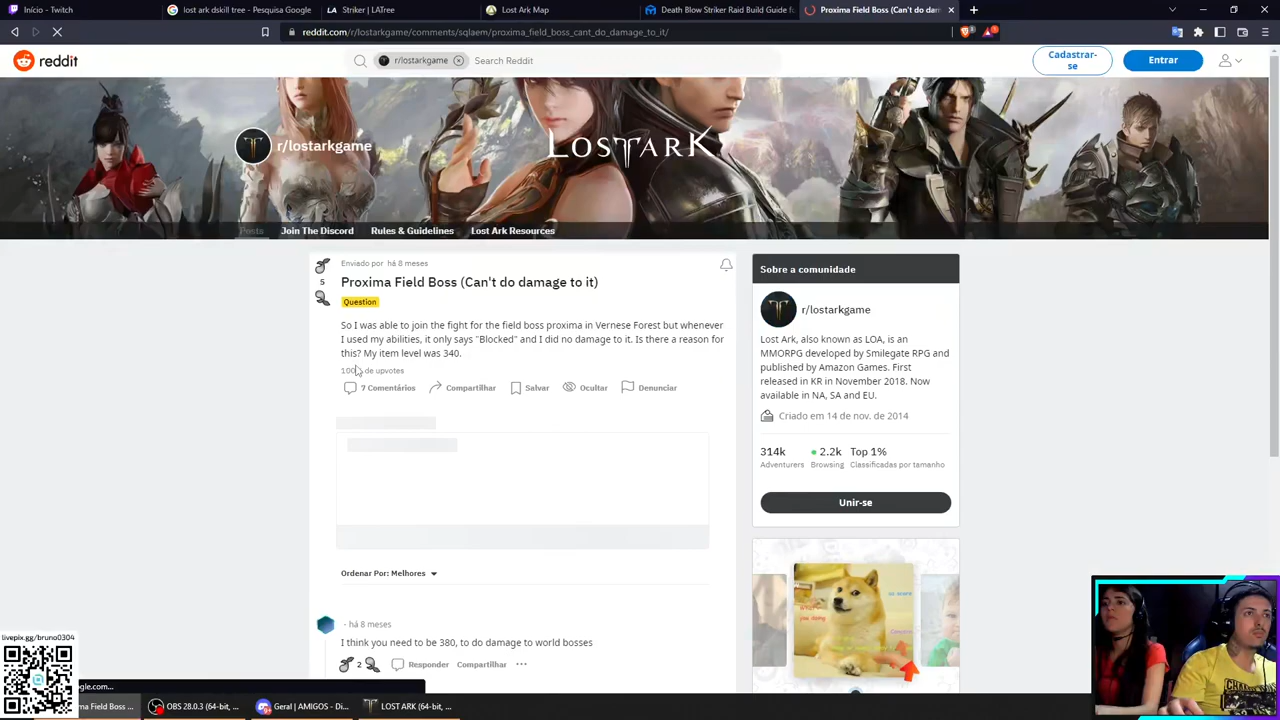 Início - Twitch
lost ark dskill tree - Pesquisa Google
Striker | LATree
Lost Ark Map
Death Blow Striker Raid Build Guide fo
Proxima Field Boss (Can't do dam
reddit.com/r/lostarkgame/comments/sqlaem/proxima_field_boss_cant_do_damage_to_it/
reddit
r/lostarkgame
Search Reddit
Cadastrar-se
Entrar
r/lostarkgame
LOST ARK
Posts
Join The Discord
Rules & Guidelines
Lost Ark Resources
Enviado por há 8 meses
5
Proxima Field Boss (Can't do damage to it)
Question
So I was able to join the fight for the field boss proxima in Vernese Forest but whenever
I used my abilities, it only says "Blocked" and I did no damage to it. Is there a reason for
this? My item level was 340.
100% de upvotes
7 Comentários
Compartilhar
Salvar
Ocultar
Denunciar
Ordenar Por: Melhores
- há 8 meses
I think you need to be 380, to do damage to world bosses
2
Responder
Compartilhar
Sobre a comunidade
r/lostarkgame
Lost Ark, also known as LOA, is an
MMORPG developed by Smilegate RPG and
published by Amazon Games. First
released in KR in November 2018. Now
available in NA, SA and EU.
Criado em 14 de nov. de 2014
314k
2.2k
Top 1%
Adventurers
Browsing
Classificadas por tamanho
Unir-se
livepix.gg/bruno0304
gle.com...
ma Field Boss ...
OBS 28.0.3 (64-bit, ...
Geral | AMIGOS - Di...
LOST ARK (64-bit, ...